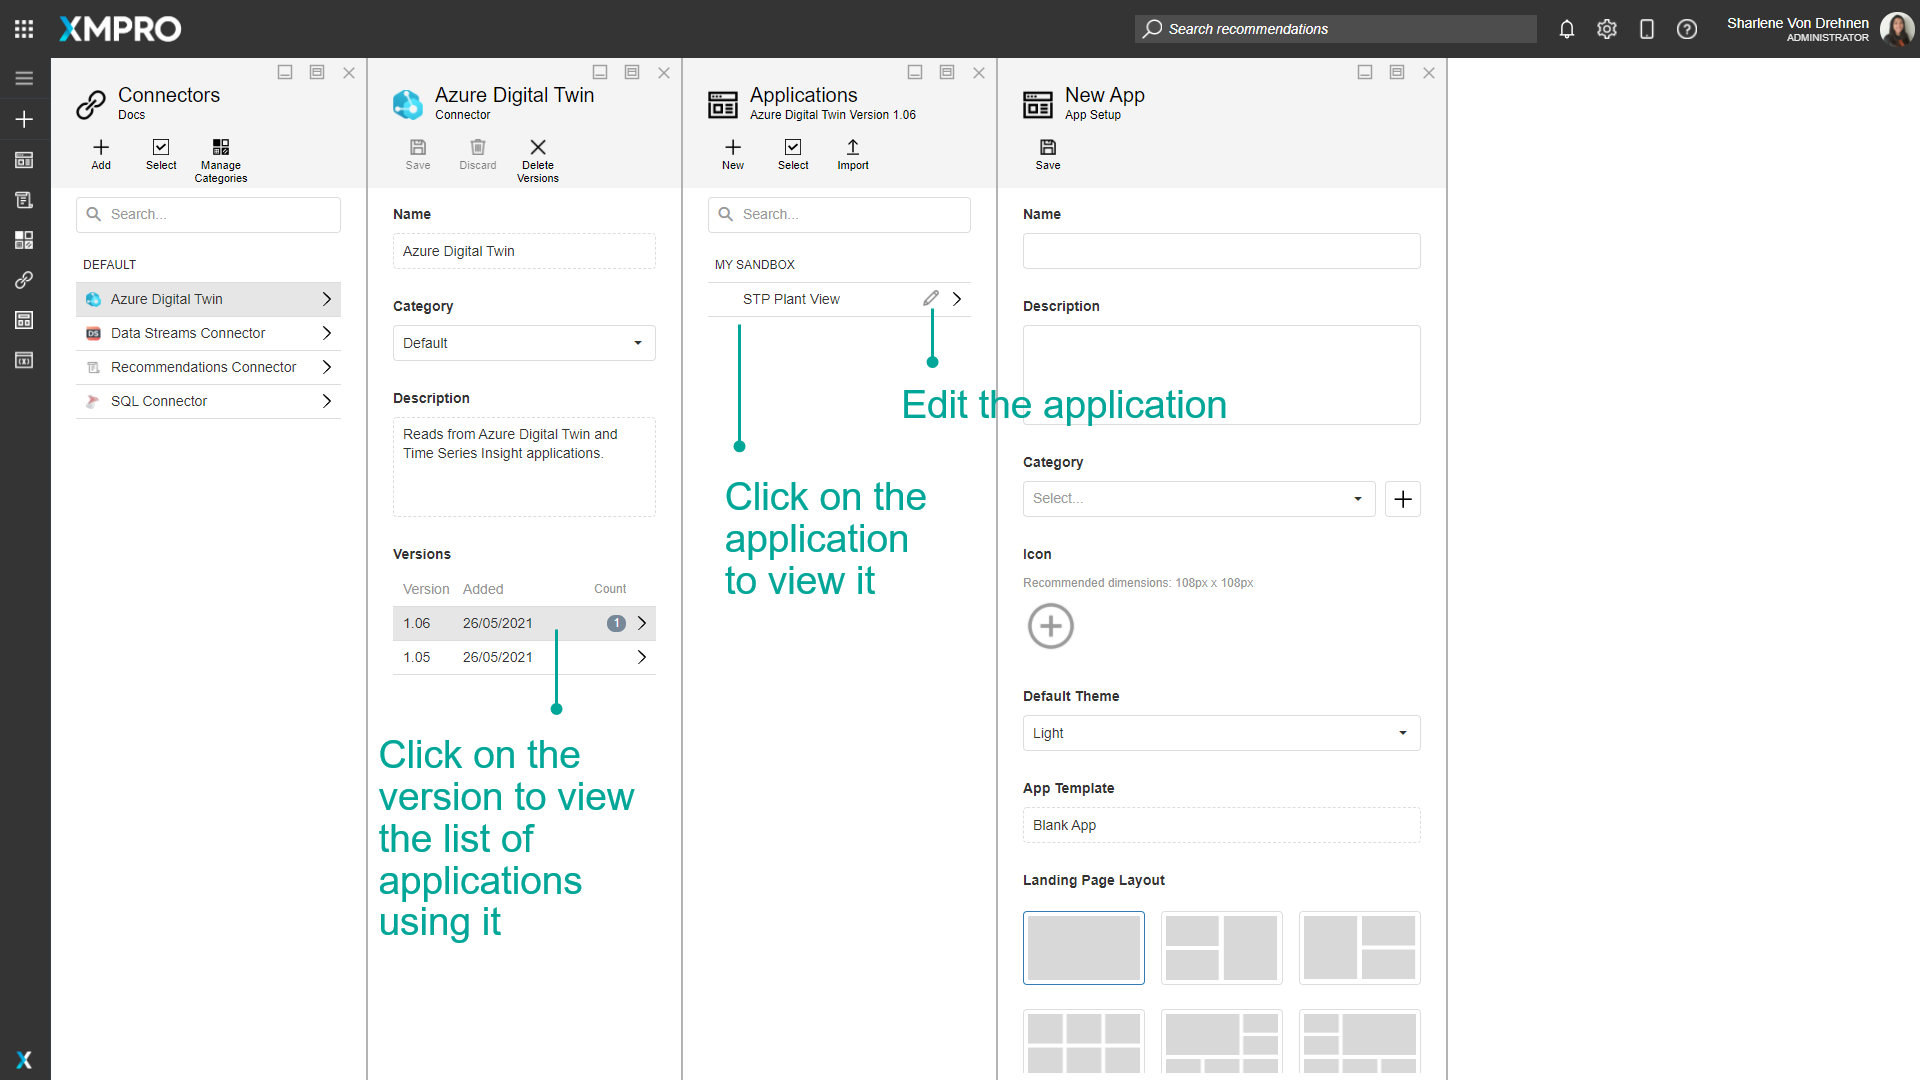 XMPRO
Search recommendations
Sharlene Von Drehnen
ADMINISTRATOR
Connectors
Docs
Add
Select
Manage
Categories
Search...
DEFAULT
Azure Digital Twin
Data Streams Connector
Recommendations Connector
SQL Connector
Azure Digital Twin
Connector
Save
Discard
Delete
Versions
Name
Azure Digital Twin
Category
Default
Description
Reads from Azure Digital Twin and
Time Series Insight applications.
Versions
Version Added Count
1.06 26/05/2021 1
1.05 26/05/2021
Click on the
version to view
the list of
applications
using it
Applications
Azure Digital Twin Version 1.06
New
Select
Import
Search...
MY SANDBOX
STP Plant View
Edit the application
Click on the
application
to view it
New App
App Setup
Save
Name
Description
Category
Select...
Icon
Recommended dimensions: 108px x 108px
Default Theme
Light
App Template
Blank App
Landing Page Layout